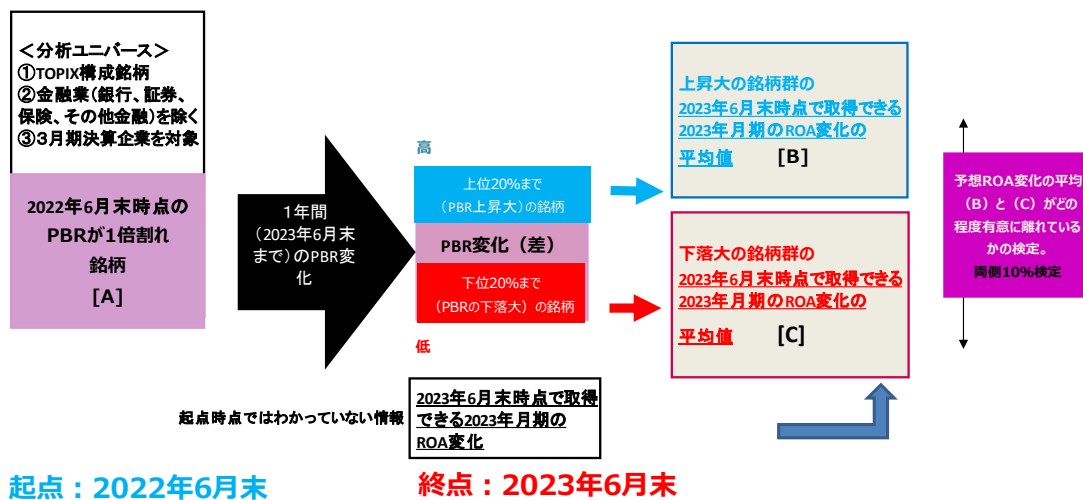 ＜分析ユニバース＞
①TOPIX構成銘柄
②金融業（銀行、証券、
保険、その他金融）を除く
③３月期決算企業を対象
2022年6月末時点の
PBRが1倍割れ
銘柄
[A]
１年間
（2023年6月末
まで）のPBR変
化
高
上位20%まで
（PBR上昇大）の銘柄
PBR変化（差）
下位20%まで
（PBRの下落大）の銘柄
低
上昇大の銘柄群の
2023年6月末時点で取得できる
2023年月期のROA変化の
平均値 [B]
下落大の銘柄群の
2023年6月末時点で取得できる
2023年月期のROA変化の
平均値 [C]
予想ROA変化の平均
（B）と（C）がどの
程度有意に離れている
かの検定。
両側10%検定
起点時点ではわかっていない情報
2023年6月末時点で取得
できる2023年月期の
ROA変化
起点：2022年6月末
終点：2023年6月末